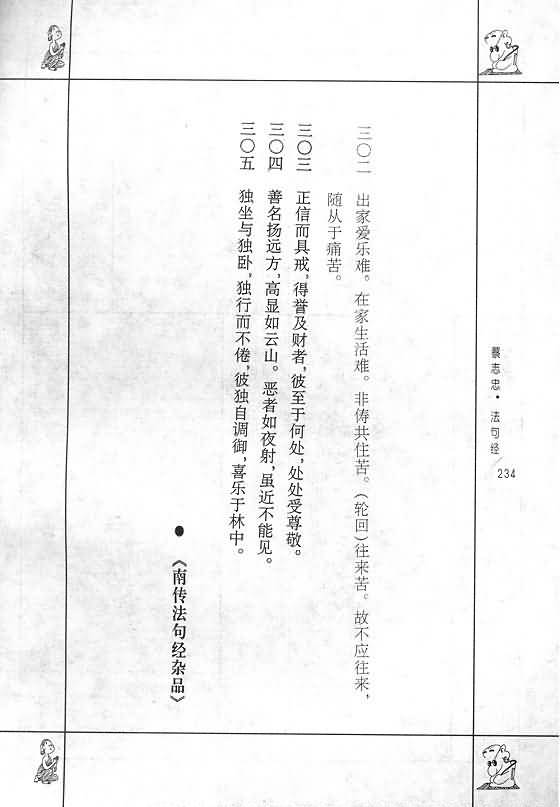 三〇二 出家爱乐难。在家生活难。非俦共住苦。(轮回)往来苦。故不应往来，
随从于痛苦。
三〇三 正信而具戒，得誉及财者，彼至于何处，处处受尊敬。
三〇四 善名扬远方，高显如云山。恶者如夜射，虽近不能见。
三〇五 独坐与独卧，独行而不倦，彼独自调御，喜乐于林中。
●《南传法句经杂品》
蔡志忠·法句经／234